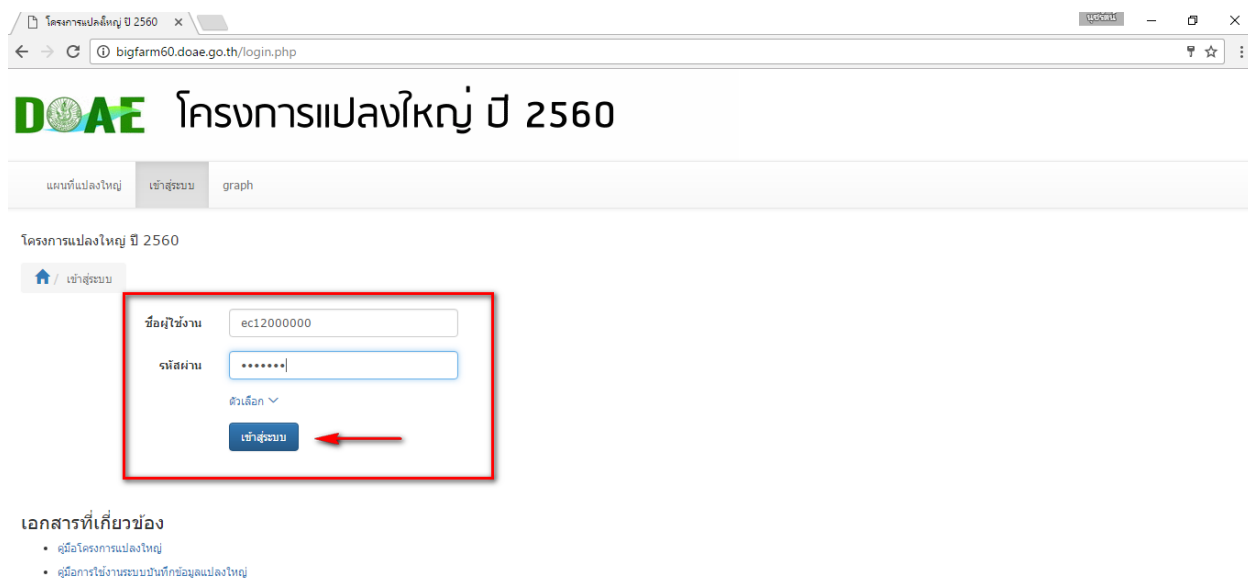 โครงการแปลงใหญ่ ปี 2560
bigfarm60.doae.go.th/login.php
DOAE โครงการแปลงใหญ่ ปี 2560
แผนที่แปลงใหญ่ เข้าสู่ระบบ graph
โครงการแปลงใหญ่ ปี 2560
/ เข้าสู่ระบบ
ชื่อผู้ใช้งาน ec12000000
รหัสผ่าน •••••••
ตัวเลือก
เข้าสู่ระบบ
เอกสารที่เกี่ยวข้อง
• คู่มือโครงการแปลงใหญ่
• คู่มือการใช้งานระบบบันทึกข้อมูลแปลงใหญ่